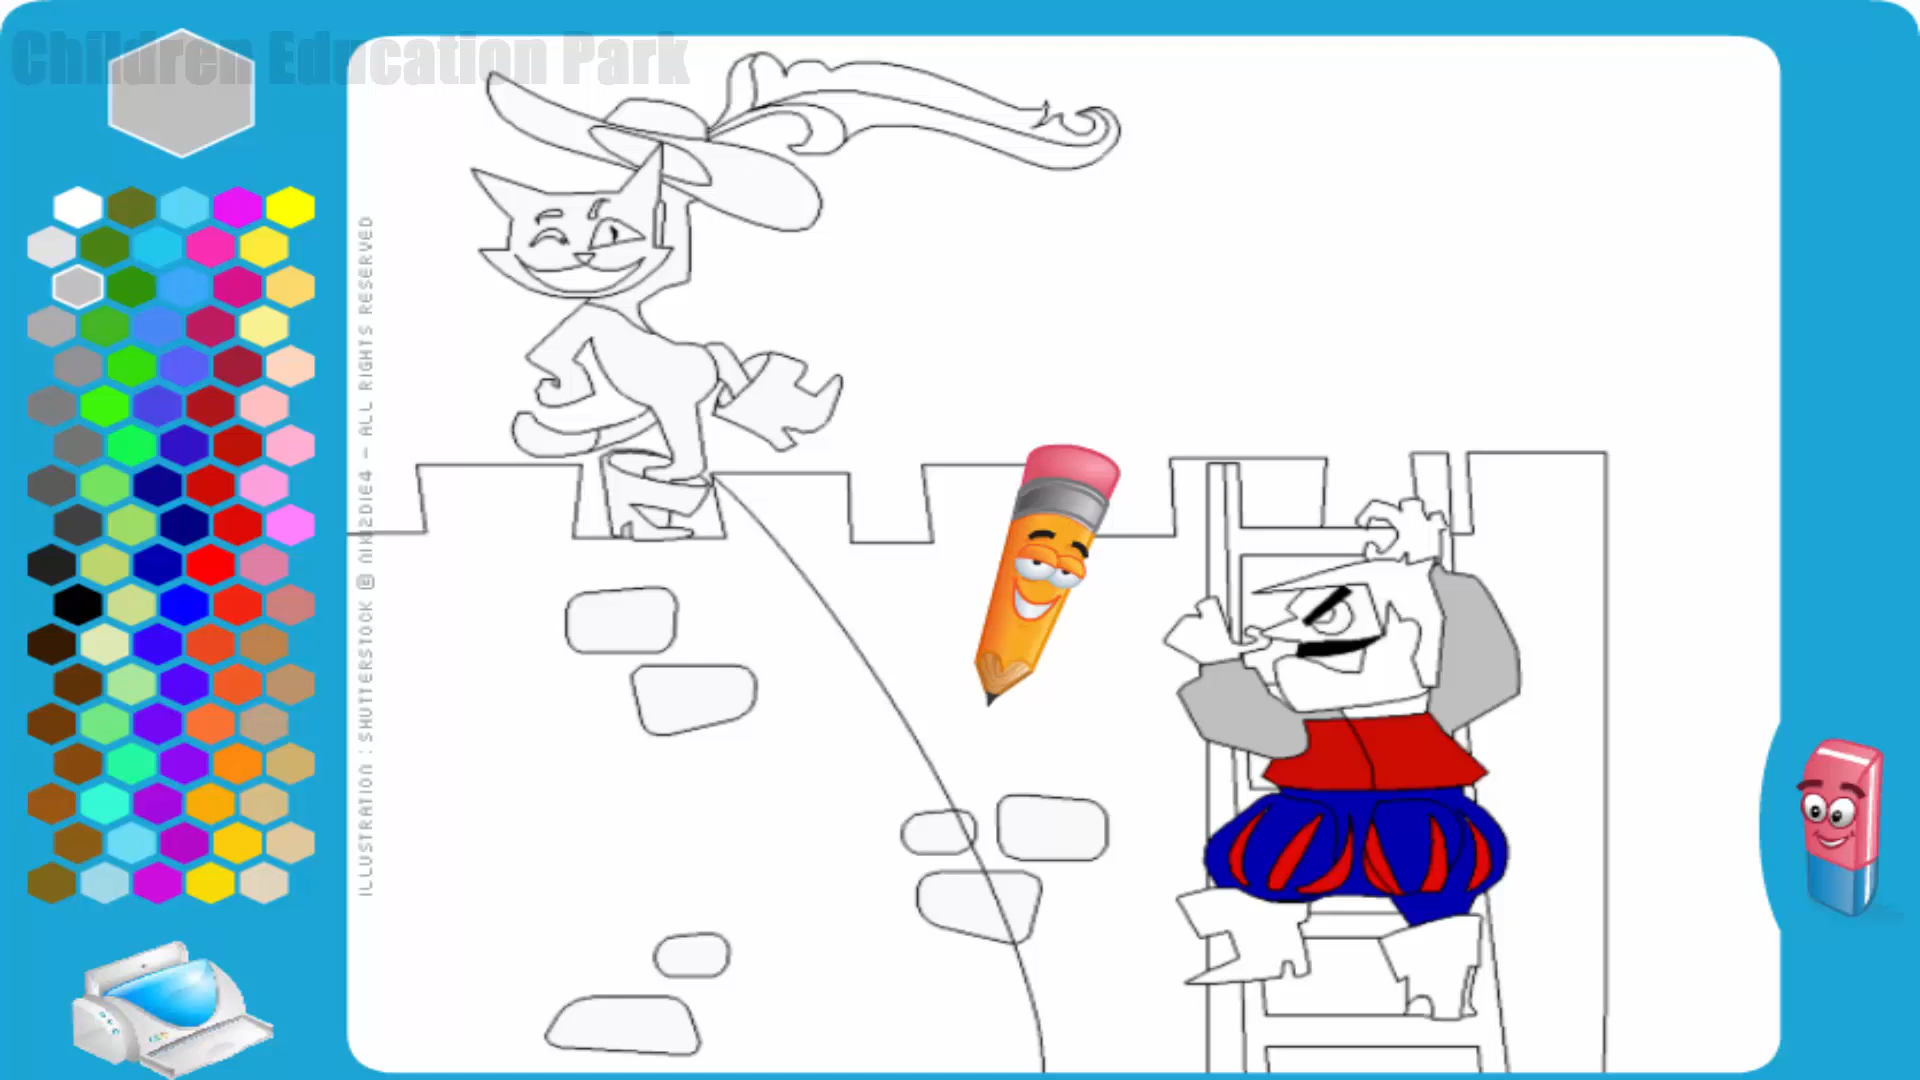 Children Education Park
ILLUSTRATION : SHUTTERSTOCK © NIK2DIE4 - ALL RIGHTS RESERVED